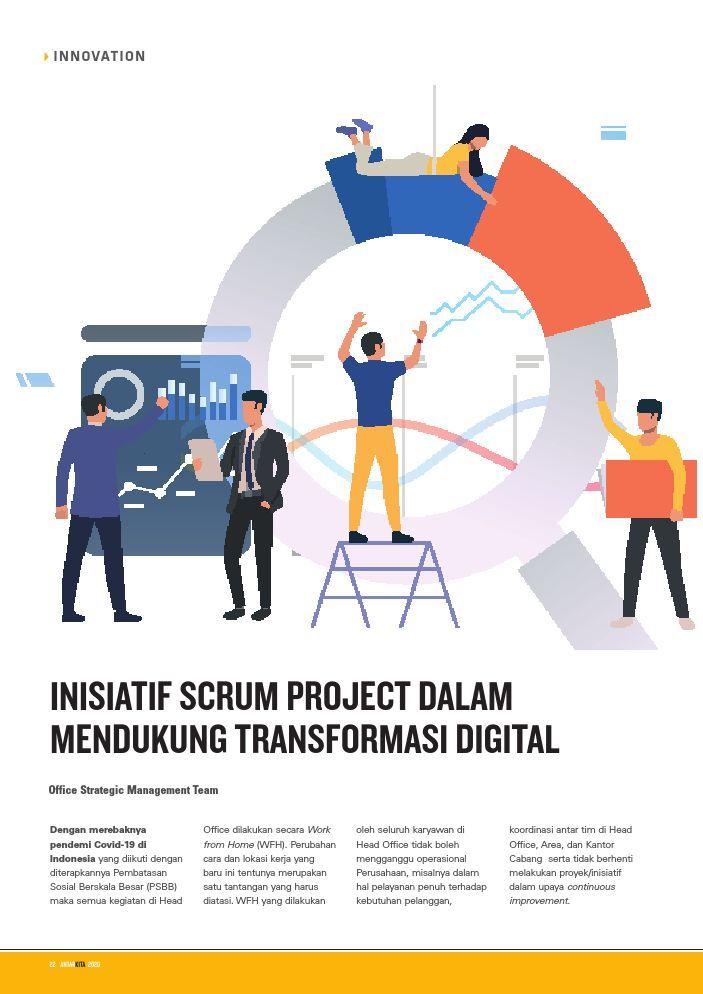 INNOVATION
INISIATIF SCRUM PROJECT DALAM
MENDUKUNG TRANSFORMASI DIGITAL
Office Strategic Management Team
Dengan merebaknya
pendemi Covid-19 di
Indonesia yang diikuti dengan
diterapkannya Pembatasan
Sosial Berskala Besar (PSBB)
maka semua kegiatan di Head
Office dilakukan secara Work
from Home (WFH). Perubahan
cara dan lokasi kerja yang
baru ini tentunya merupakan
satu tantangan yang harus
diatasi. WFH yang dilakukan
oleh seluruh karyawan di
Head Office tidak boleh
mengganggu operasional
Perusahaan, misalnya dalam
hal pelayanan penuh terhadap
kebutuhan pelanggan,
koordinasi antar tim di Head
Office, Area, dan Kantor
Cabang serta tidak berhenti
melakukan proyek/inisiatif
dalam upaya continuous
improvement.
22 ANTARKITA 2020